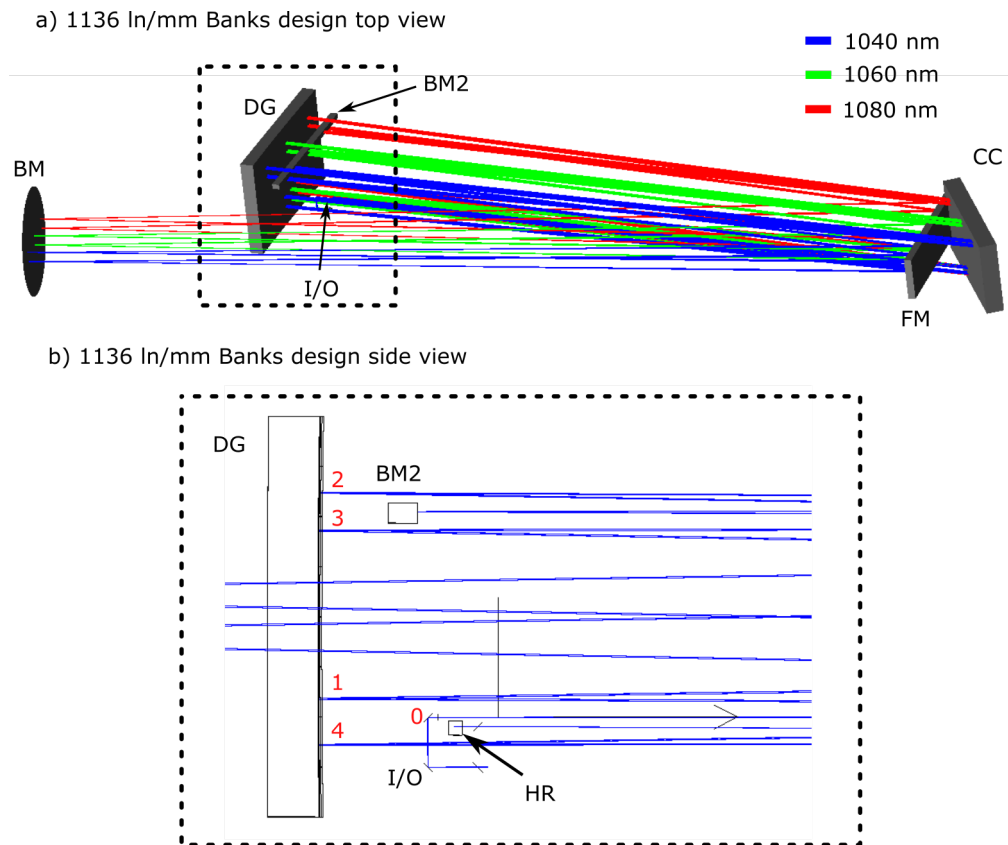 a) 1136 ln/mm Banks design top view
1040 nm
1060 nm
1080 nm
BM2
DG
BM
CC
I/O
FM
b) 1136 ln/mm Banks design side view
DG
2
BM2
3
1
0
4
I/O
HR